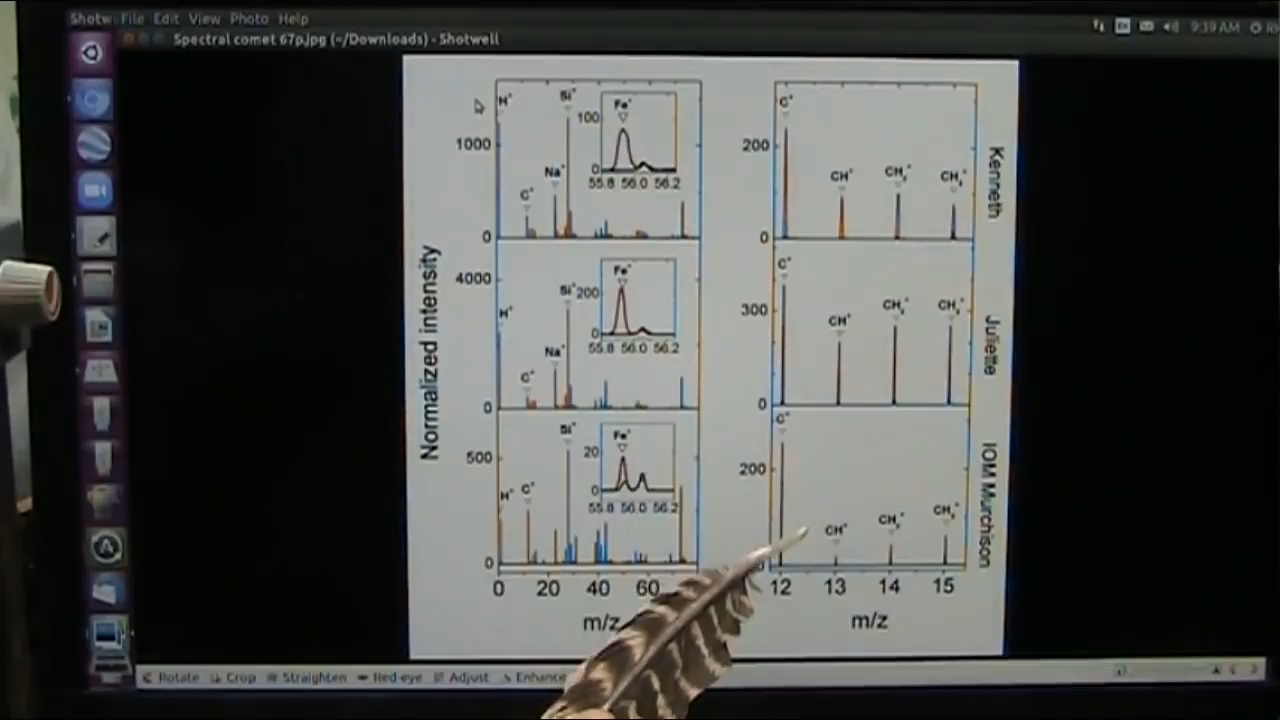 Shotw File Edit View Photo Help
9:39 AM
Spectral comet 67p.jpg (~/Downloads) - Shotwell
Normalized intensity
H⁺ Si⁺ Fe⁺
1000 100
0
55.8 56.0 56.2
Na⁺
C⁺
0
4000
H⁺ Si⁺ Fe⁺
200
0
55.8 56.0 56.2
Na⁺
C⁺
0
500
H⁺ C⁺ Si⁺ Fe⁺
20
0
55.8 56.0 56.2
0
0 20 40 60
m/z
C⁺
200
CH⁺ CH₂⁺ CH₃⁺
0
Kenneth
C⁺
300
CH⁺ CH₂⁺ CH₃⁺
0
Juliette
C⁺
200
CH⁺ CH₂⁺ CH₃⁺
IOM Murchison
12 13 14 15
m/z
Rotate Crop Straighten Red-eye Adjust Enhance